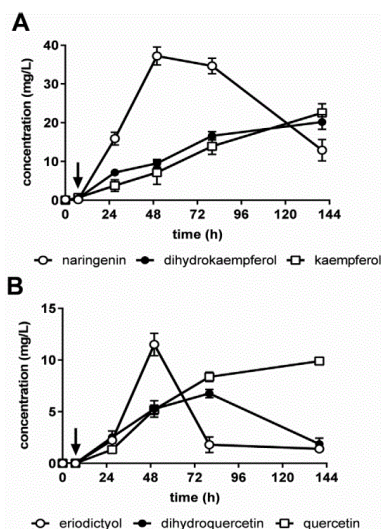 A
concentration (mg/L)
40
30
20
10
0
0 24 48 72 96 120 144
time (h)
naringenin dihydrokaempferol kaempferol
B
concentration (mg/L)
15
10
5
0
0 24 48 72 96 120 144
time (h)
eriodictyol dihydroquercetin quercetin